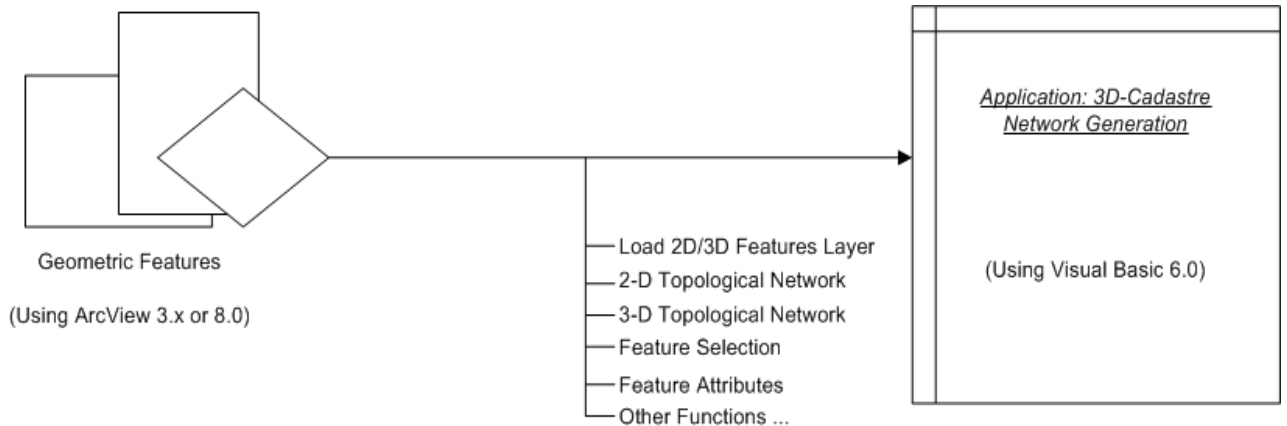 Geometric Features
(Using ArcView 3.x or 8.0)
Load 2D/3D Features Layer
2-D Topological Network
3-D Topological Network
Feature Selection
Feature Attributes
Other Functions ...
Application: 3D-Cadastre
Network Generation
(Using Visual Basic 6.0)